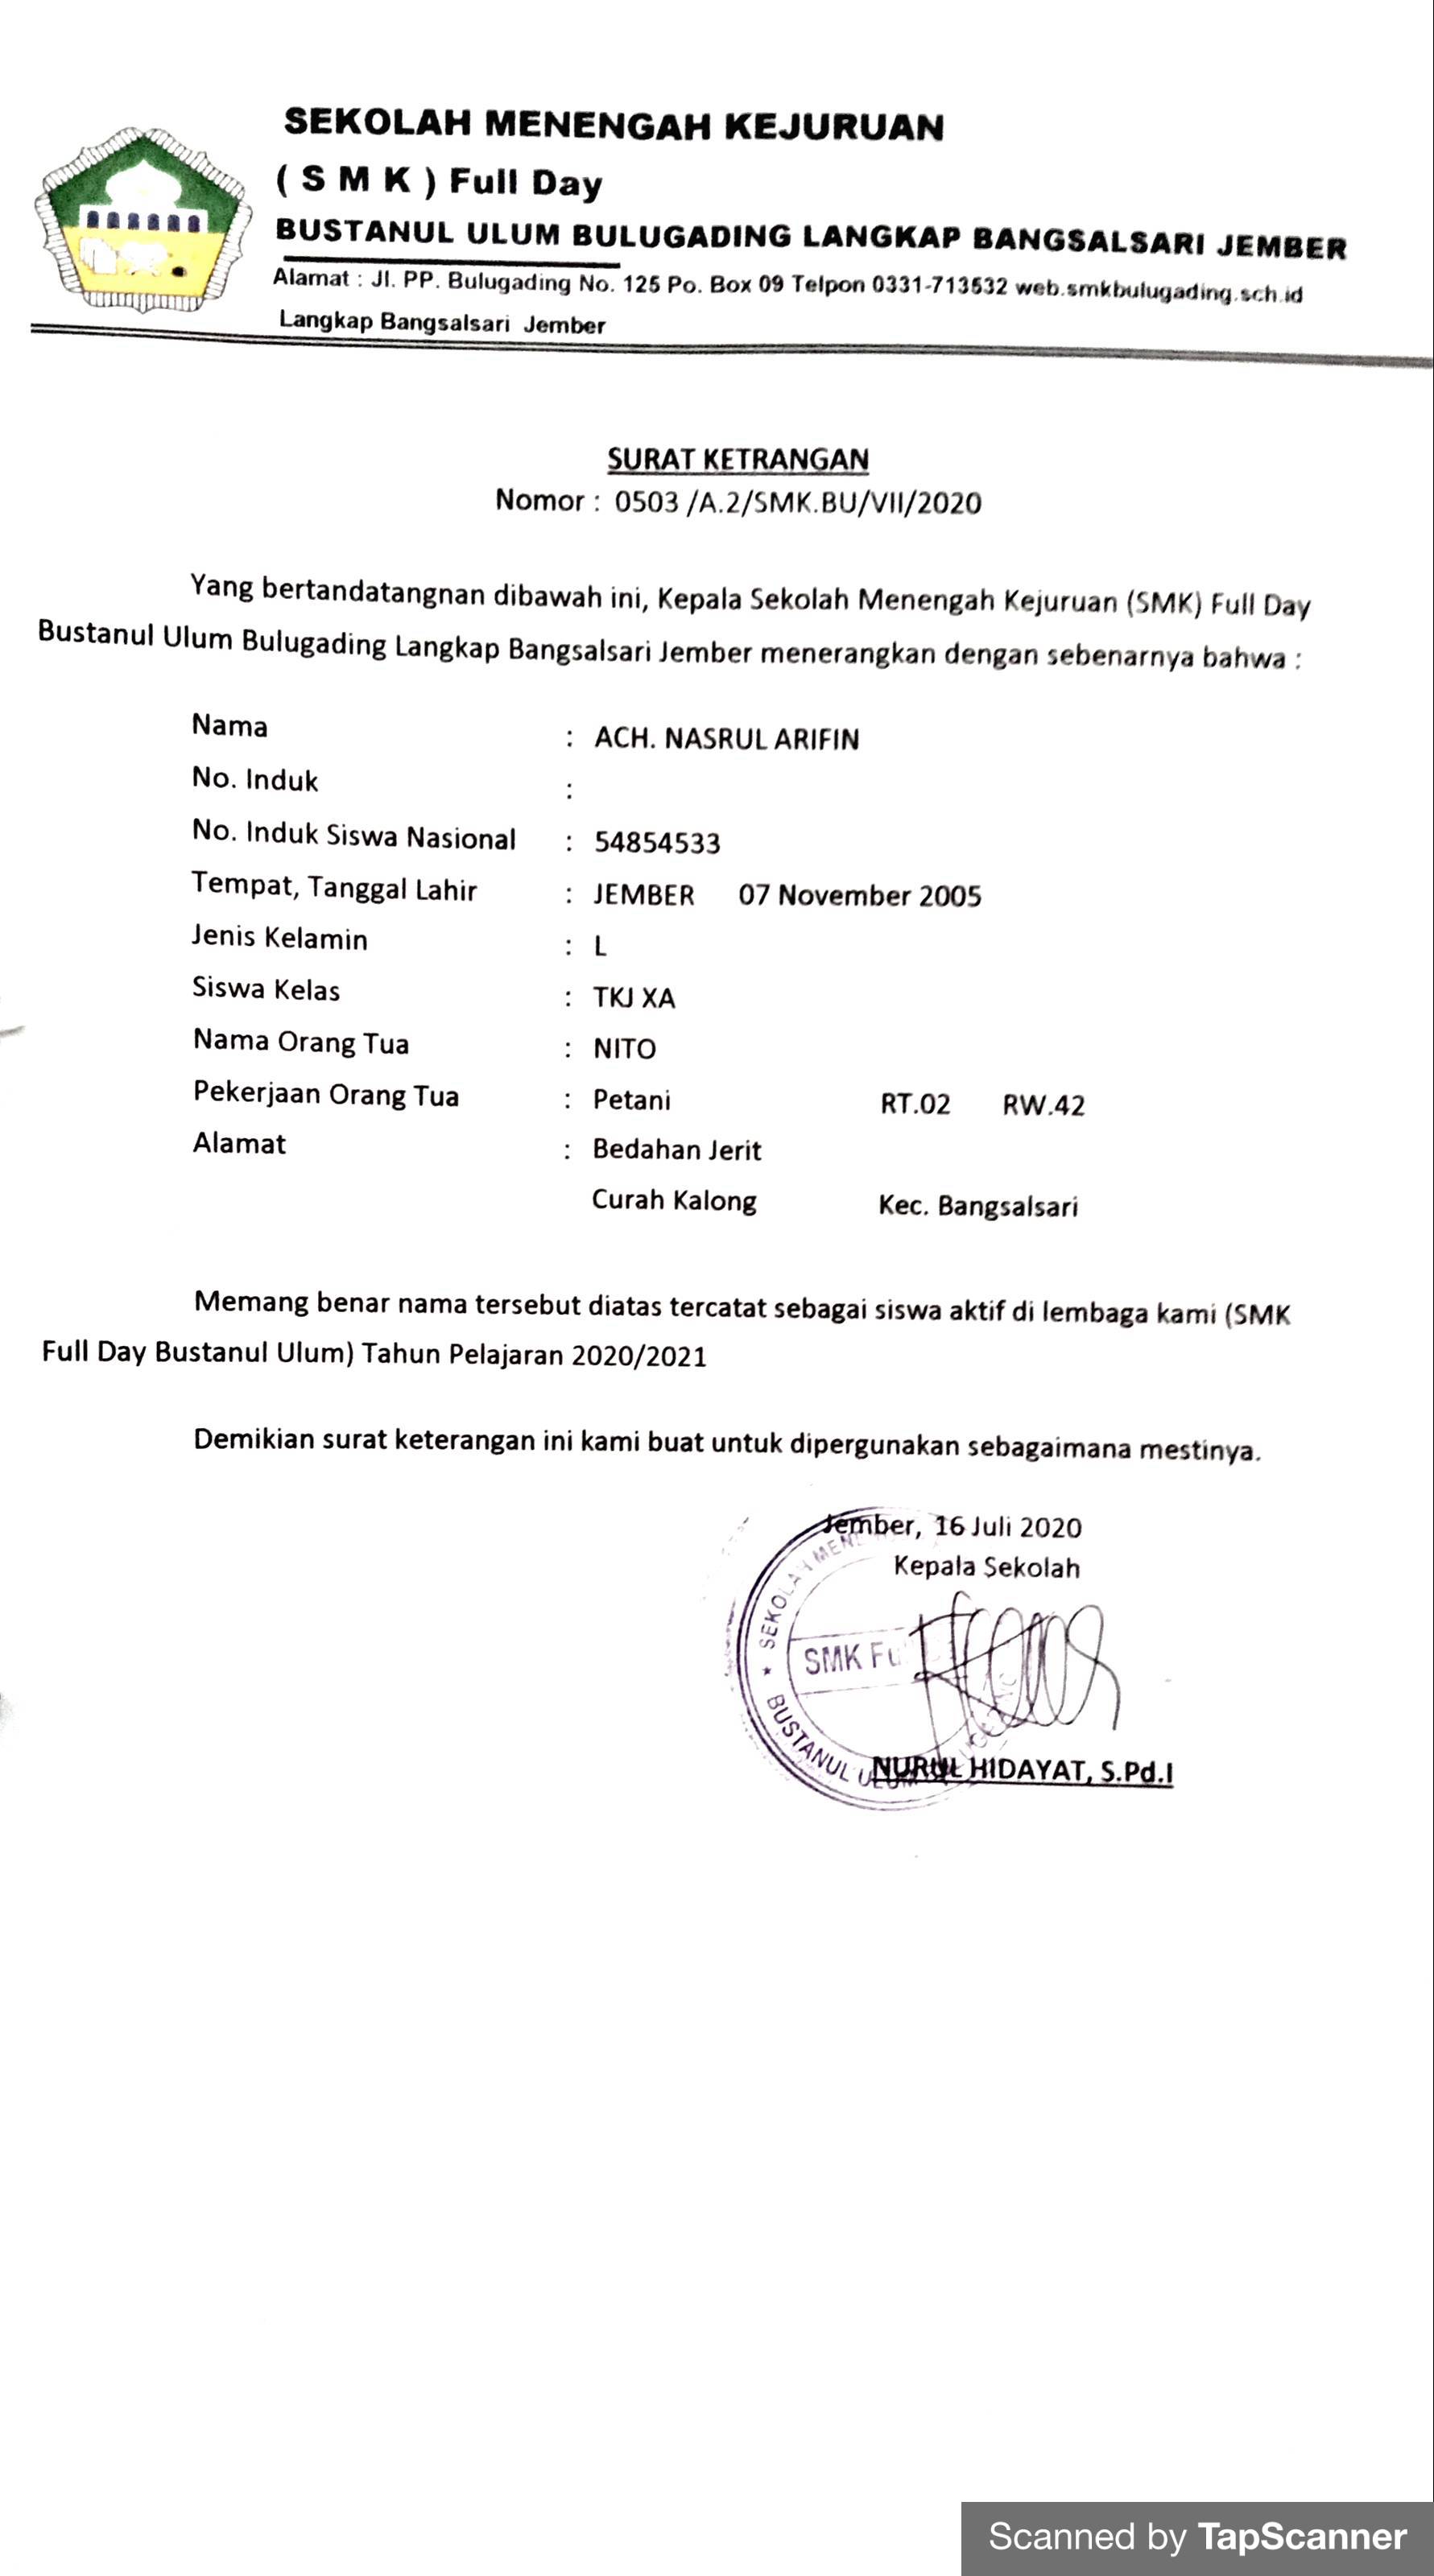 SEKOLAH MENENGAH KEJURUAN
( S M K ) Full Day
BUSTANUL ULUM BULUGADING LANGKAP BANGSALSARI JEMBER
Alamat : Jl. PP. Bulugading No. 125 Po. Box 09 Telpon 0331-713532 web.smkbulugading.sch.id
Langkap Bangsalsari Jember
SURAT KETRANGAN
Nomor : 0503 /A.2/SMK.BU/VII/2020
Yang bertandatangnan dibawah ini, Kepala Sekolah Menengah Kejuruan (SMK) Full Day
Bustanul Ulum Bulugading Langkap Bangsalsari Jember menerangkan dengan sebenarnya bahwa :
Nama : ACH. NASRUL ARIFIN
No. Induk :
No. Induk Siswa Nasional : 54854533
Tempat, Tanggal Lahir : JEMBER 07 November 2005
Jenis Kelamin : L
Siswa Kelas : TKJ XA
Nama Orang Tua : NITO
Pekerjaan Orang Tua : Petani RT.02 RW.42
Alamat : Bedahan Jerit
Curah Kalong Kec. Bangsalsari
Memang benar nama tersebut diatas tercatat sebagai siswa aktif di lembaga kami (SMK
Full Day Bustanul Ulum) Tahun Pelajaran 2020/2021
Demikian surat keterangan ini kami buat untuk dipergunakan sebagaimana mestinya.
Jember, 16 Juli 2020
Kepala Sekolah
SEKOLAH
SMK
BUSTANUL ULUM
NURUL HIDAYAT, S.Pd.I
Scanned by TapScanner